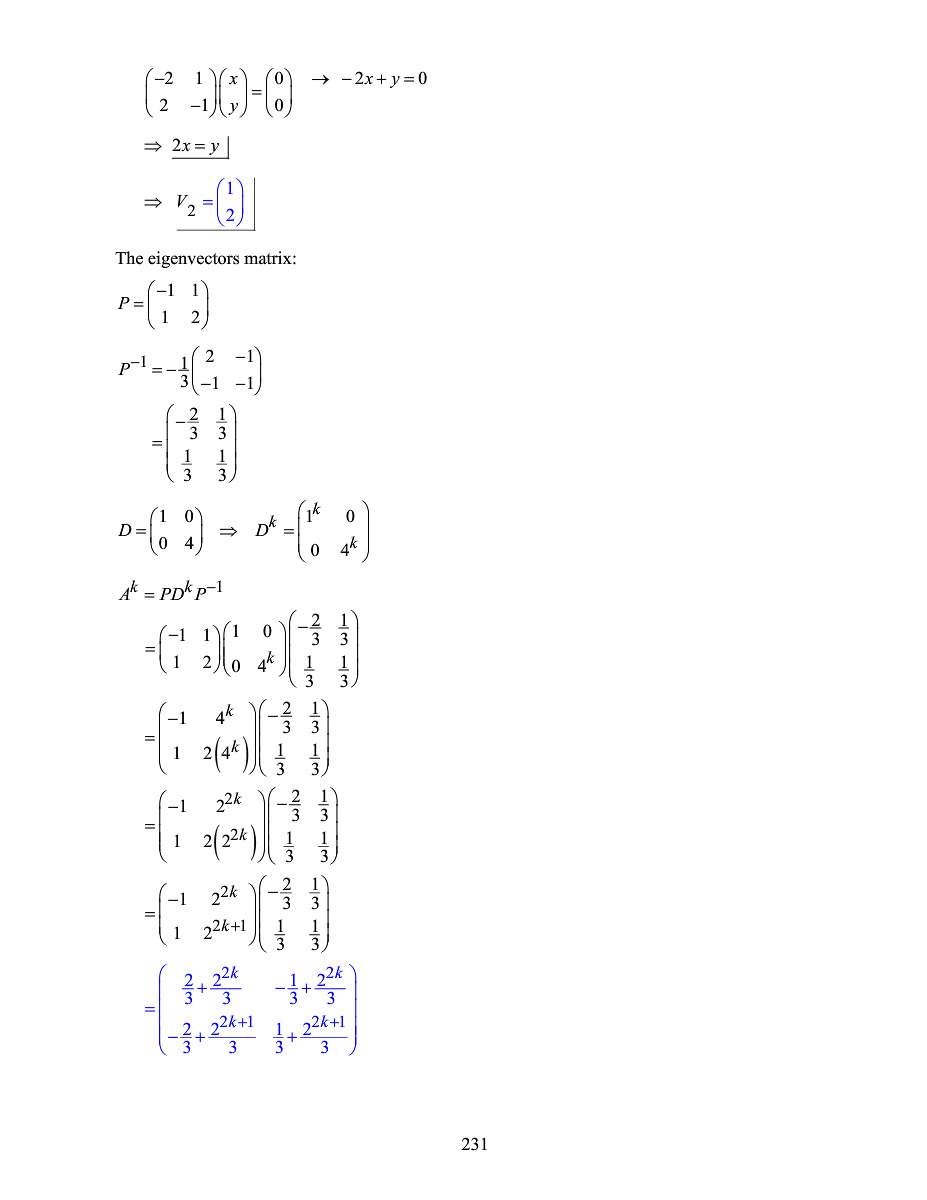 $\begin{pmatrix} -2 & 1 \\ 2 & -1 \end{pmatrix} \begin{pmatrix} x \\ y \end{pmatrix} = \begin{pmatrix} 0 \\ 0 \end{pmatrix} \rightarrow -2x + y = 0$
$\Rightarrow \underline{2x = y} |$
$\Rightarrow \underline{V_2 = \begin{pmatrix} 1 \\ 2 \end{pmatrix}} |$
The eigenvectors matrix:
$P = \begin{pmatrix} -1 & 1 \\ 1 & 2 \end{pmatrix}$
$P^{-1} = -\frac{1}{3} \begin{pmatrix} 2 & -1 \\ -1 & -1 \end{pmatrix}$
$= \begin{pmatrix} -\frac{2}{3} & \frac{1}{3} \\ \frac{1}{3} & \frac{1}{3} \end{pmatrix}$
$D = \begin{pmatrix} 1 & 0 \\ 0 & 4 \end{pmatrix} \Rightarrow D^k = \begin{pmatrix} 1^k & 0 \\ 0 & 4^k \end{pmatrix}$
$A^k = PD^kP^{-1}$
$= \begin{pmatrix} -1 & 1 \\ 1 & 2 \end{pmatrix} \begin{pmatrix} 1 & 0 \\ 0 & 4^k \end{pmatrix} \begin{pmatrix} -\frac{2}{3} & \frac{1}{3} \\ \frac{1}{3} & \frac{1}{3} \end{pmatrix}$
$= \begin{pmatrix} -1 & 4^k \\ 1 & 2\left(4^k\right) \end{pmatrix} \begin{pmatrix} -\frac{2}{3} & \frac{1}{3} \\ \frac{1}{3} & \frac{1}{3} \end{pmatrix}$
$= \begin{pmatrix} -1 & 2^{2k} \\ 1 & 2\left(2^{2k}\right) \end{pmatrix} \begin{pmatrix} -\frac{2}{3} & \frac{1}{3} \\ \frac{1}{3} & \frac{1}{3} \end{pmatrix}$
$= \begin{pmatrix} -1 & 2^{2k} \\ 1 & 2^{2k+1} \end{pmatrix} \begin{pmatrix} -\frac{2}{3} & \frac{1}{3} \\ \frac{1}{3} & \frac{1}{3} \end{pmatrix}$
$= \begin{pmatrix} \frac{2}{3} + \frac{2^{2k}}{3} & -\frac{1}{3} + \frac{2^{2k}}{3} \\ -\frac{2}{3} + \frac{2^{2k+1}}{3} & \frac{1}{3} + \frac{2^{2k+1}}{3} \end{pmatrix}$
231